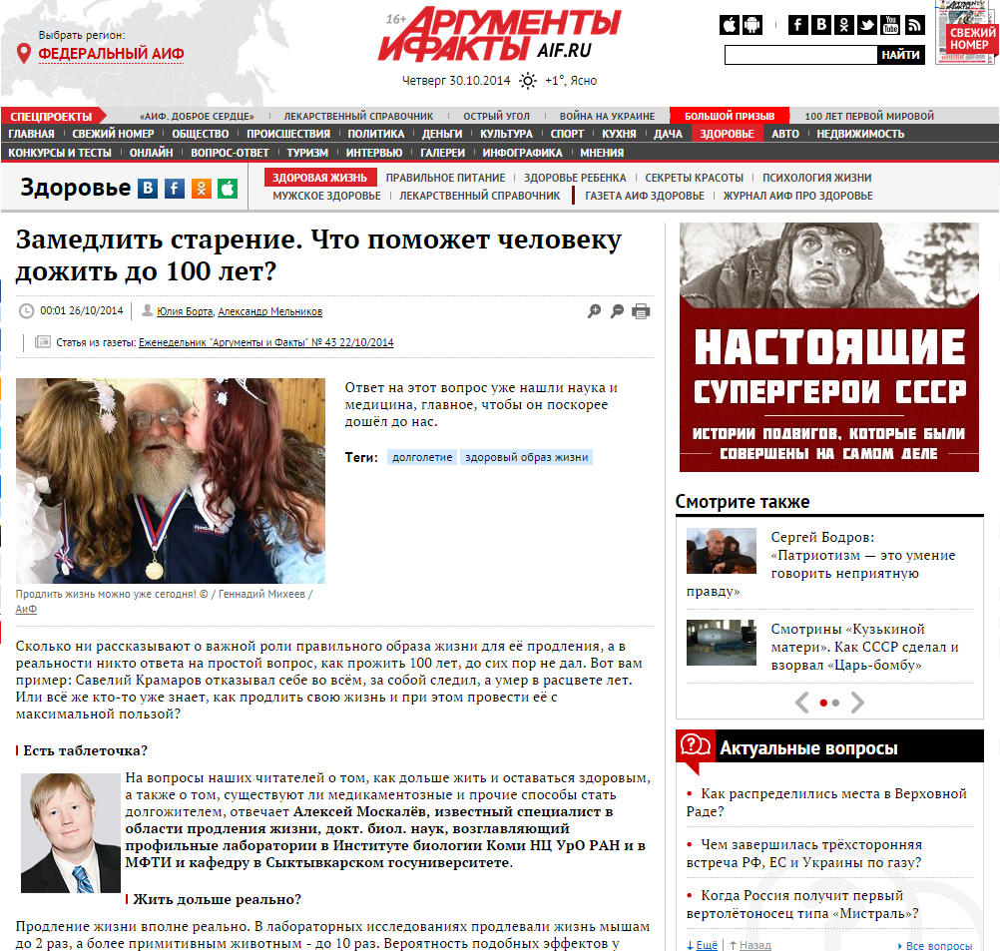 Выбрать регион:
ФЕДЕРАЛЬНЫЙ АИФ
16+
АРГУМЕНТЫ
И ФАКТЫ AIF.RU
Четверг 30.10.2014 +1°, Ясно
You
Tube
НАЙТИ
СВЕЖИЙ
НОМЕР
СПЕЦПРОЕКТЫ «АИФ. ДОБРОЕ СЕРДЦЕ» ЛЕКАРСТВЕННЫЙ СПРАВОЧНИК ОСТРЫЙ УГОЛ ВОЙНА НА УКРАИНЕ БОЛЬШОЙ ПРИЗЫВ 100 ЛЕТ ПЕРВОЙ МИРОВОЙ
ГЛАВНАЯ СВЕЖИЙ НОМЕР ОБЩЕСТВО ПРОИСШЕСТВИЯ ПОЛИТИКА ДЕНЬГИ КУЛЬТУРА СПОРТ КУХНЯ ДАЧА ЗДОРОВЬЕ АВТО НЕДВИЖИМОСТЬ
КОНКУРСЫ И ТЕСТЫ ОНЛАЙН ВОПРОС-ОТВЕТ ТУРИЗМ ИНТЕРВЬЮ ГАЛЕРЕИ ИНФОГРАФИКА МНЕНИЯ
Здоровье
ЗДОРОВАЯ ЖИЗНЬ ПРАВИЛЬНОЕ ПИТАНИЕ ЗДОРОВЬЕ РЕБЕНКА СЕКРЕТЫ КРАСОТЫ ПСИХОЛОГИЯ ЖИЗНИ
МУЖСКОЕ ЗДОРОВЬЕ ЛЕКАРСТВЕННЫЙ СПРАВОЧНИК ГАЗЕТА АИФ ЗДОРОВЬЕ ЖУРНАЛ АИФ ПРО ЗДОРОВЬЕ
Замедлить старение. Что поможет человеку
дожить до 100 лет?
00:01 26/10/2014 Юлия Борта, Александр Мельников
Статья из газеты: Еженедельник "Аргументы и Факты" № 43 22/10/2014
Ответ на этот вопрос уже нашли наука и
медицина, главное, чтобы он поскорее
дошёл до нас.
Теги: долголетие здоровый образ жизни
Продлить жизнь можно уже сегодня! © / Геннадий Михеев /
АиФ
Сколько ни рассказывают о важной роли правильного образа жизни для её продления, а в
реальности никто ответа на простой вопрос, как прожить 100 лет, до сих пор не дал. Вот вам
пример: Савелий Крамаров отказывал себе во всём, за собой следил, а умер в расцвете лет.
Или всё же кто-то уже знает, как продлить свою жизнь и при этом провести её с
максимальной пользой?
Есть таблеточка?
На вопросы наших читателей о том, как дольше жить и оставаться здоровым,
а также о том, существуют ли медикаментозные и прочие способы стать
долгожителем, отвечает Алексей Москалёв, известный специалист в
области продления жизни, докт. биол. наук, возглавляющий
профильные лаборатории в Институте биологии Коми НЦ УрО РАН и в
МФТИ и кафедру в Сыктывкарском госуниверситете.
Жить дольше реально?
Продление жизни вполне реально. В лабораторных исследованиях продлевали жизнь мышам
до 2 раз, а более примитивным животным - до 10 раз. Вероятность подобных эффектов у
НАСТОЯЩИЕ
СУПЕРГЕРОИ СССР
ИСТОРИИ ПОДВИГОВ, КОТОРЫЕ БЫЛИ
СОВЕРШЕНЫ НА САМОМ ДЕЛЕ
Смотрите также
Сергей Бодров:
«Патриотизм — это умение
говорить неприятную
правду»
Смотрины «Кузькиной
матери». Как СССР сделал и
взорвал «Царь-бомбу»
Актуальные вопросы
Как распределились места в Верховной
Раде?
Чем завершилась трёхсторонняя
встреча РФ, ЕС и Украины по газу?
Когда Россия получит первый
вертолётоносец типа «Мистраль»?
Ещё Назад Все вопросы